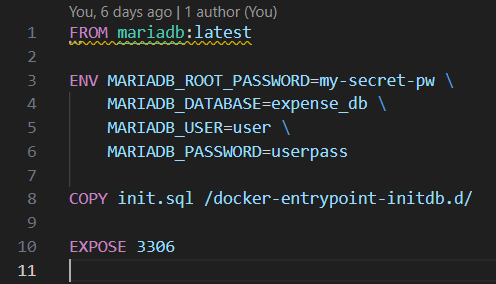 You, 6 days ago | 1 author (You)
1 FROM mariadb:latest
2
3 ENV MARIADB_ROOT_PASSWORD=my-secret-pw \
4 MARIADB_DATABASE=expense_db \
5 MARIADB_USER=user \
6 MARIADB_PASSWORD=userpass
7
8 COPY init.sql /docker-entrypoint-initdb.d/
9
10 EXPOSE 3306
11